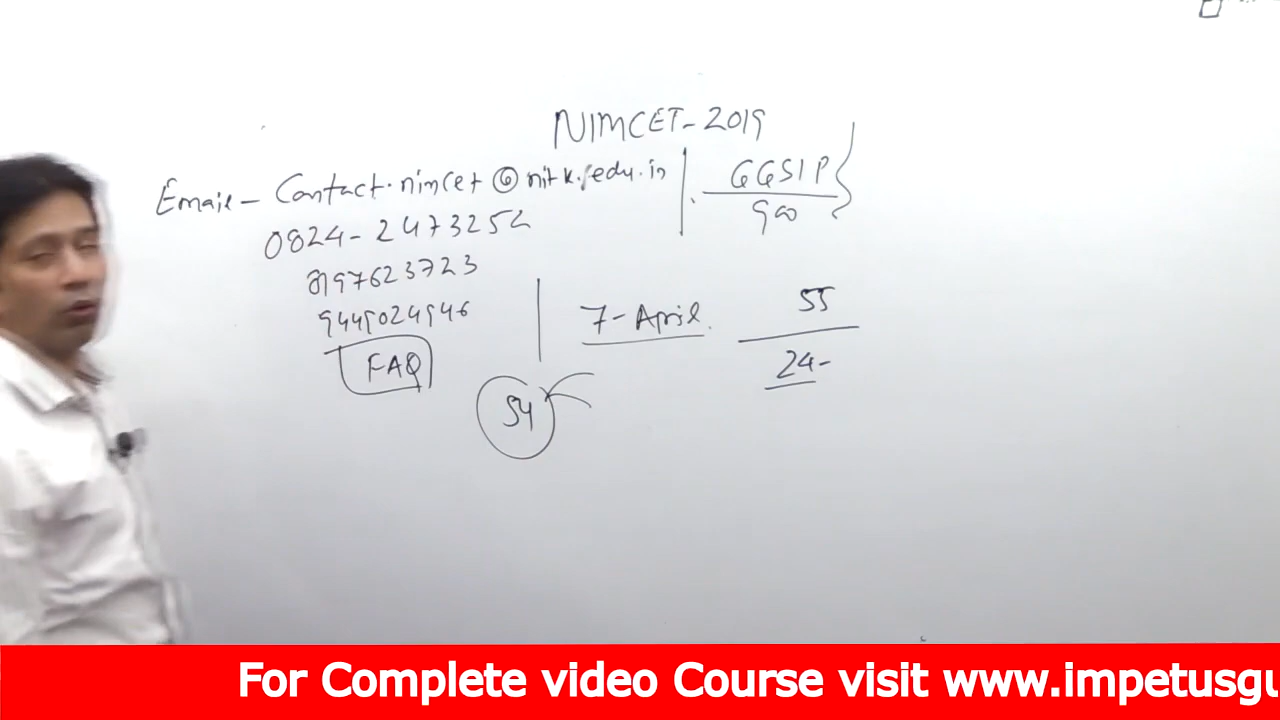 NIMCET-2019
Email - Contact.nimcet@nitk.edu.in
GGSIP
900
0824-2473254
8197623723
9449024946
FAQ
7-April.
55
24-
54
For Complete video Course visit www.impetusgu